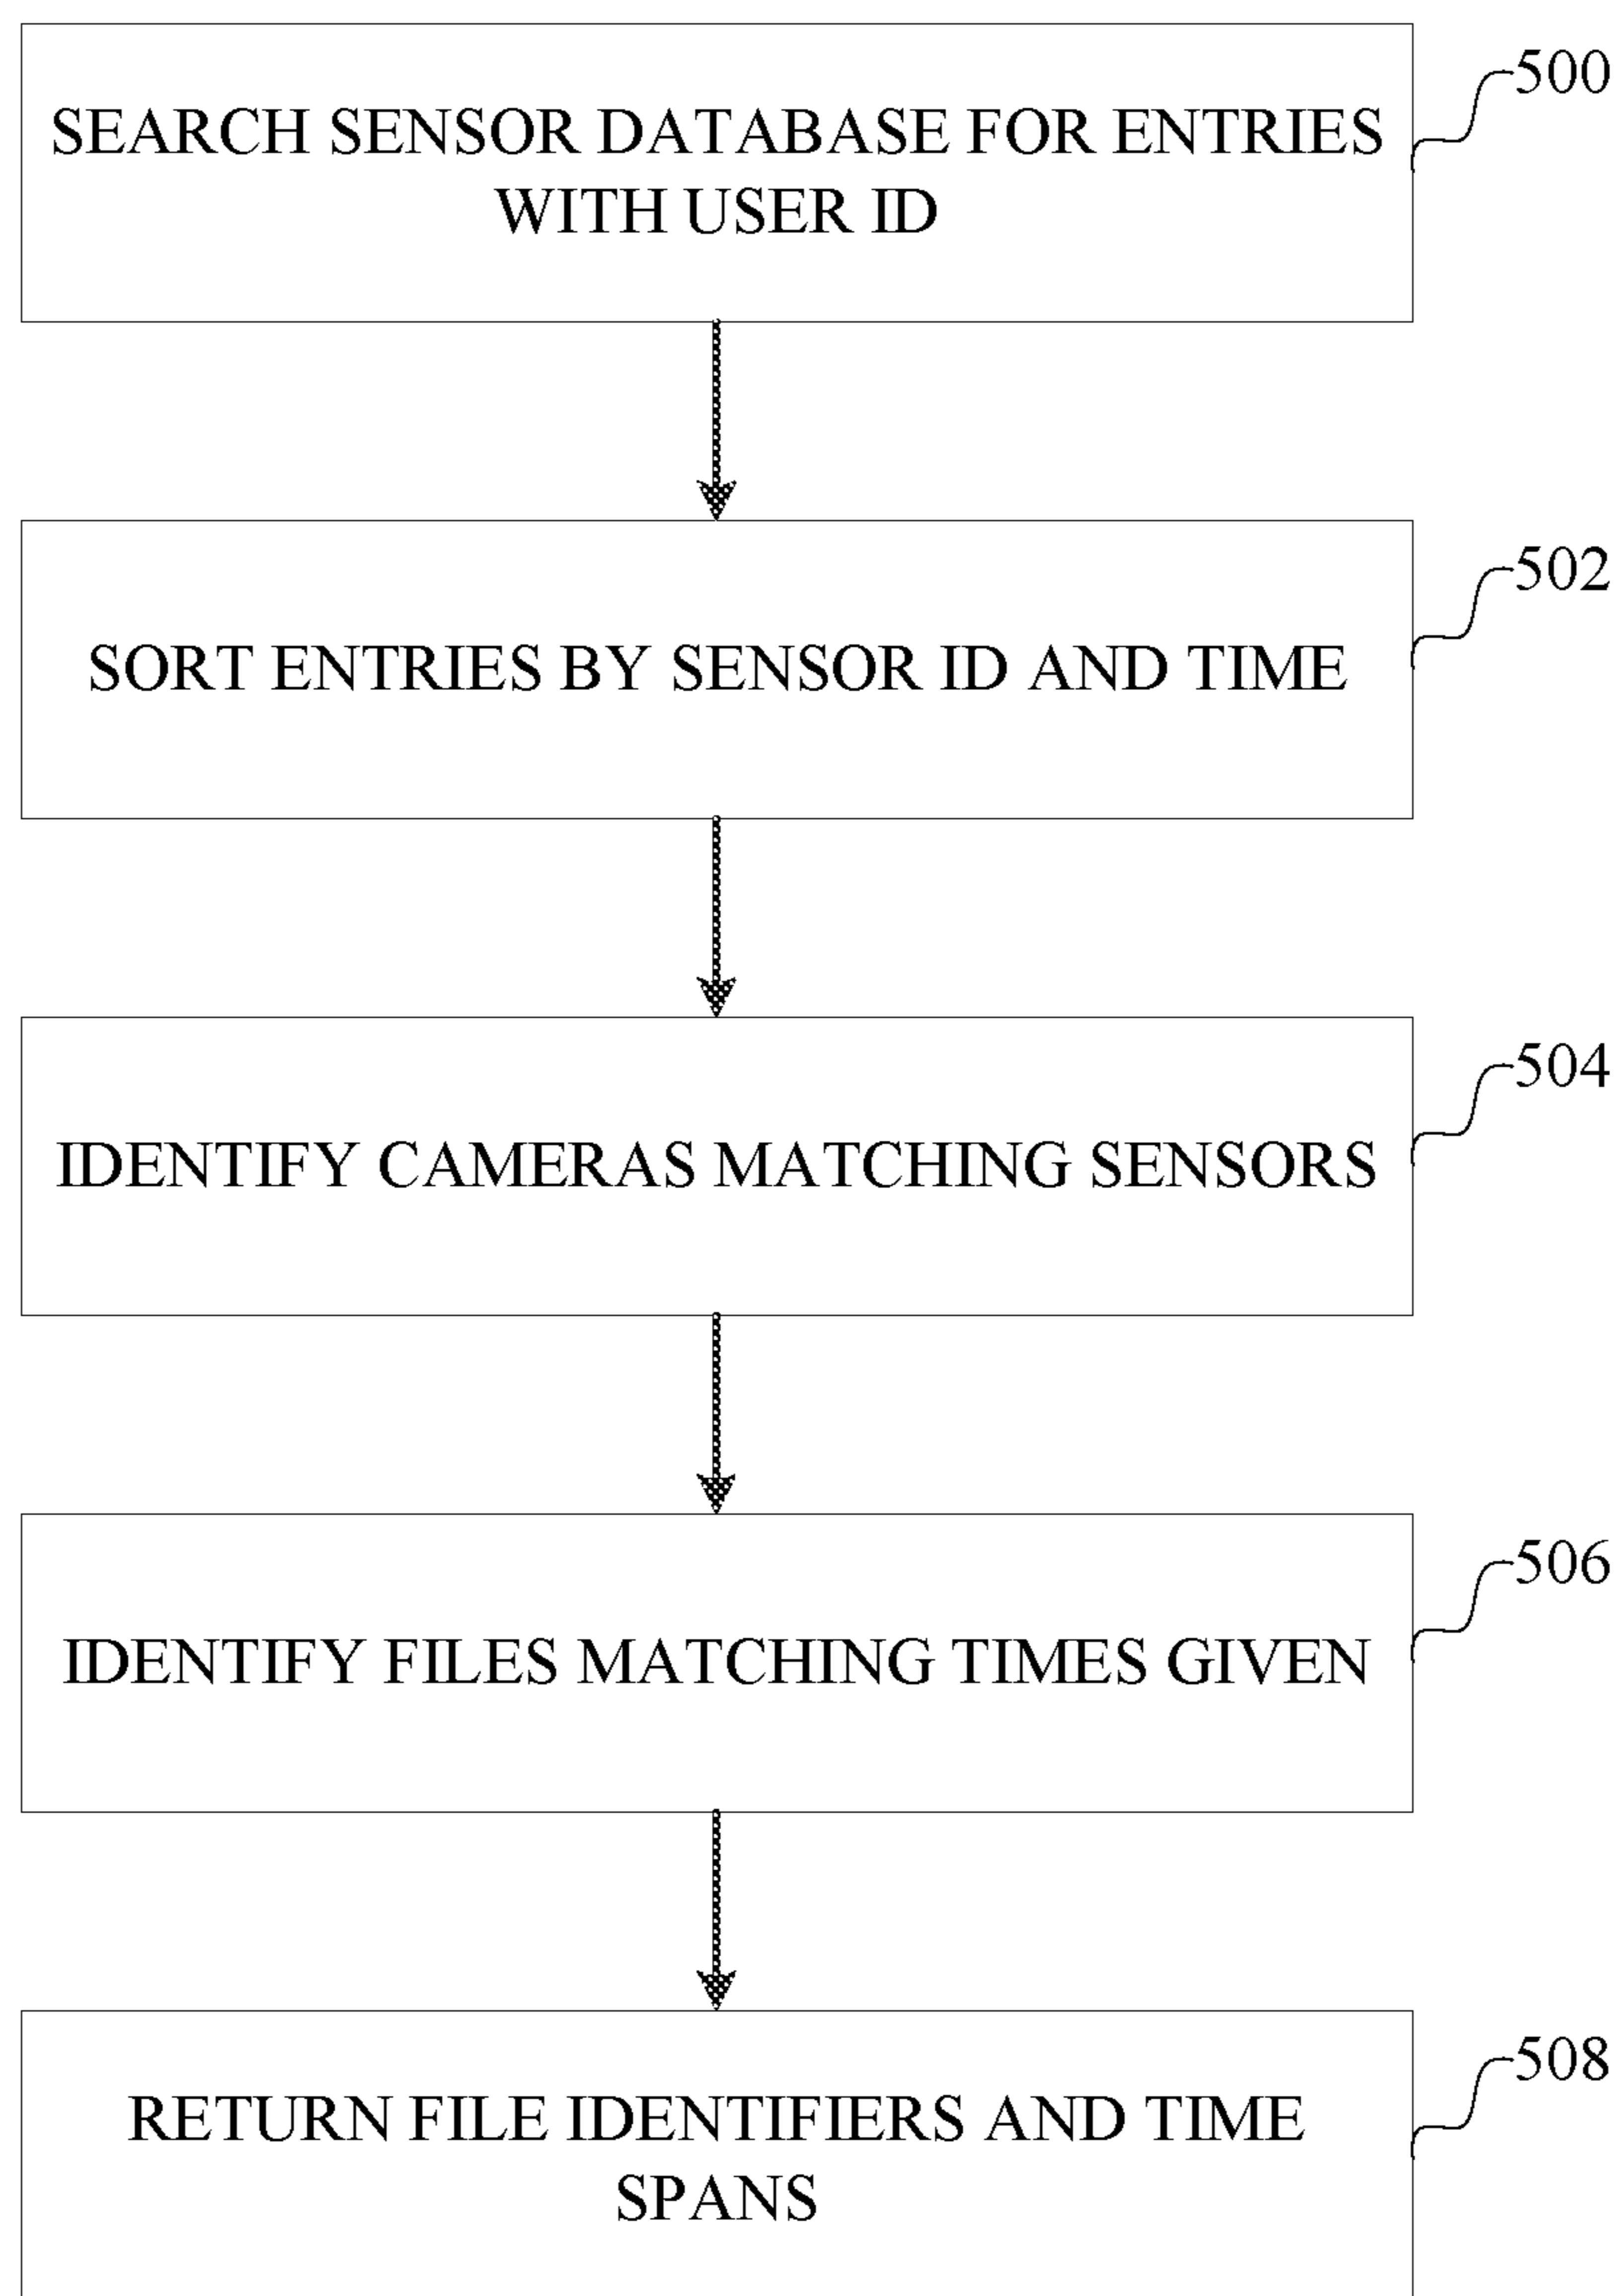 500
SEARCH SENSOR DATABASE FOR ENTRIES
WITH USER ID
502
SORT ENTRIES BY SENSOR ID AND TIME
504
IDENTIFY CAMERAS MATCHING SENSORS
506
IDENTIFY FILES MATCHING TIMES GIVEN
508
RETURN FILE IDENTIFIERS AND TIME
SPANS